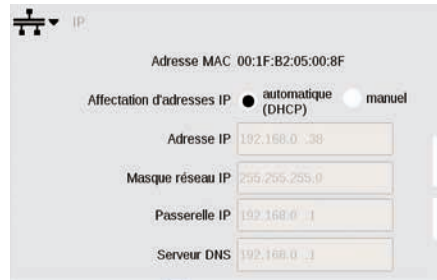 IP
Adresse MAC 00:1F:B2:05:00:8F
Affectation d'adresses IP automatique (DHCP) manuel
Adresse IP 192.168.0 .38
Masque réseau IP 255.255.255.0
Passerelle IP 192.168.0 .1
Serveur DNS 192.168.0 .1